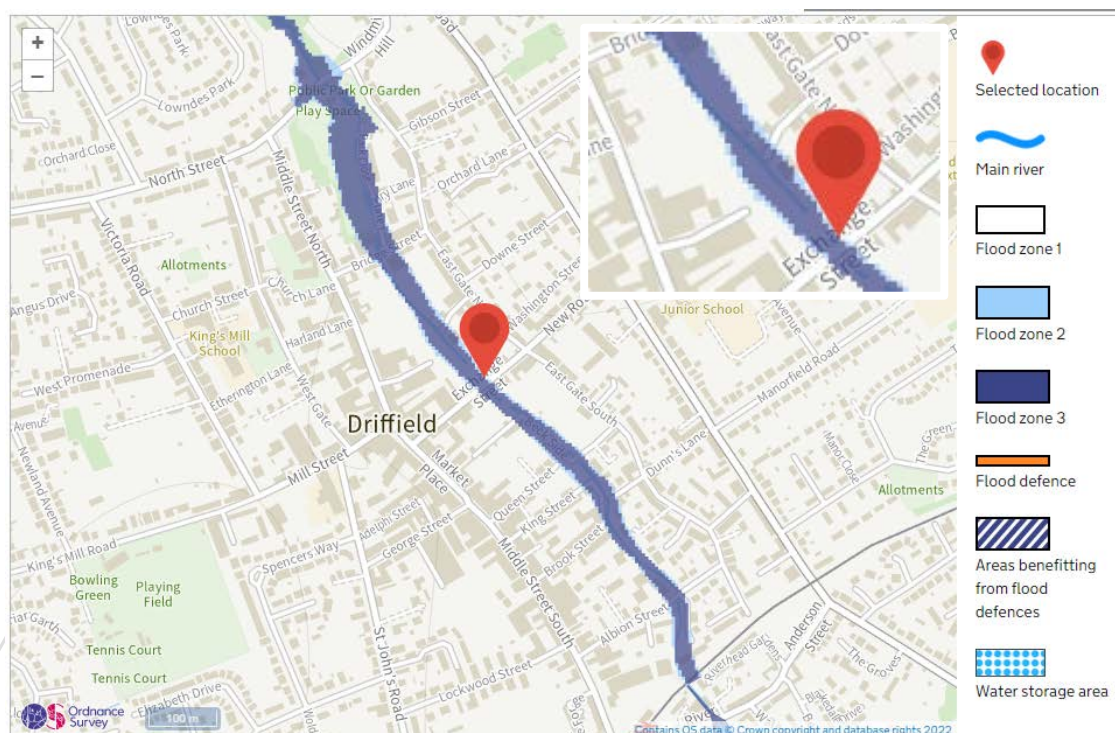 +
−
Lowndes Park
Lowndes Park
Windmill
Hill
Road
Public Park Or Garden
Play Space
Gibson Street
Orchard Close
North Street
Middle Street North
Orchard Lane
Victoria Road
Allotments
Church Street
Church Lane
East Gate N
Downe Street
Washington Street
New Road
Angus Drive
King's Mill
School
Harland Lane
West Promenade
Etherington Lane
West Gate
Exchange
Street
East Gate South
Junior School
Avenue
Manorfield Road
Driffield
Newland Avenue
Mill Street
Market
Place
Dunn's Lane
Manor Close
The Green
Allotments
Queen Street
King Street
Adelphi Street
George Street
King's Mill Road
Spencers Way
Brook Street
Middle Street South
Bowling
Green
Playing
Field
Albion Street
Anderson
Street
Tennis Court
Tennis Court
St John's Road
Lockwood Street
Riverhead Gardens
The Groves
Elizabeth Drive
Ordnance
Survey
100 m
Contains OS data © Crown copyright and database rights 2022
East Gate N
Washing
Exchange
Street
Selected location
Main river
Flood zone 1
Flood zone 2
Flood zone 3
Flood defence
Areas benefitting
from flood
defences
Water storage area